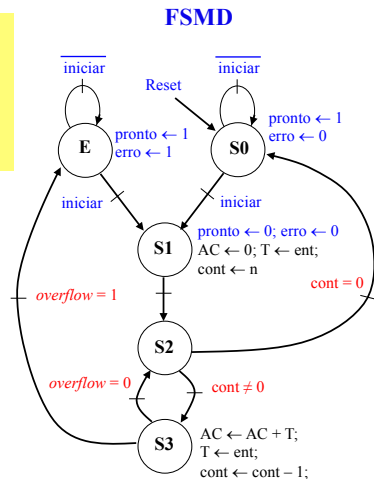 FSMD
iniciar
iniciar
Reset
pronto ← 1
erro ← 1
pronto ← 1
erro ← 0
E
S0
iniciar
iniciar
pronto ← 0; erro ← 0
S1
AC ← 0; T ← ent;
cont ← n
overflow = 1
cont = 0
S2
overflow = 0
cont ≠ 0
S3
AC ← AC + T;
T ← ent;
cont ← cont – 1;